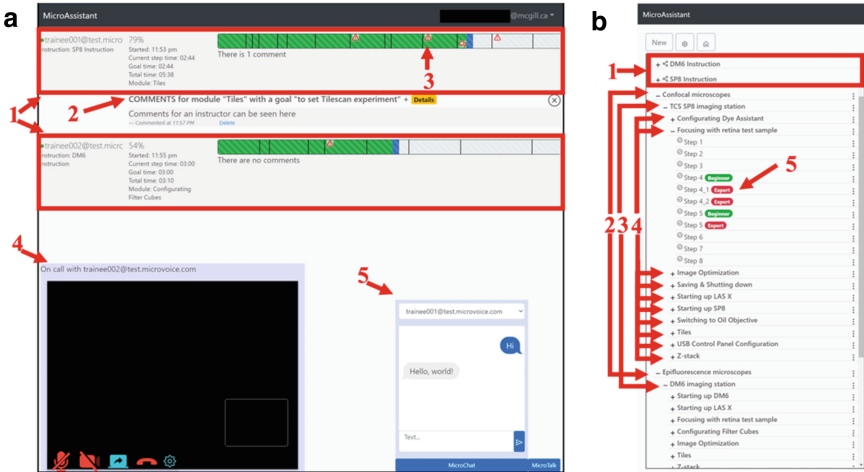 a
MicroAssistant
@mcgill.ca
trainee001@test.micro 79%
nstruction: SP8 Instruction
Started: 11:53 pm
Current step time: 02:44
Goal time: 02:44
Total time: 05:38
Module: Tiles
There is 1 comment
3
1
2
COMMENTS for module "Tiles" with a goal "to set Tilescan experiment" + Details
Comments for an instructor can be seen here
— Commented at 11:57 PM Delete
trainee002@test.micrc 54%
nstruction: DM6
nstruction
Started: 11:55 pm
Current step time: 03:00
Goal time: 03:00
Total time: 03:10
Module: Configurating
Filter Cubes
There are no comments
4
On call with trainee002@test.microvoice.com
5
trainee001@test.microvoice.com
Hi
Hello, world!
Text...
MicroChat
MicroTalk
b
MicroAssistant
New
1
+ DM6 Instruction
+ SP8 Instruction
− Confocal microscopes
− TCS SP8 imaging station
+ Configurating Dye Assistant
− Focusing with retina test sample
Step 1
Step 2
Step 3
Step 4 Beginner
Step 4_1 Expert
5
Step 4_2 Expert
Step 5 Beginner
Step 5 Expert
2 3 4
Step 6
Step 7
Step 8
+ Image Optimization
+ Saving & Shutting down
+ Starting up LAS X
+ Starting up SP8
+ Switching to Oil Objective
+ Tiles
+ USB Control Panel Configuration
+ Z-stack
− Epifluorescence microscopes
− DM6 imaging station
+ Starting up DM6
+ Starting up LAS X
+ Focusing with retina test sample
+ Configurating Filter Cubes
+ Image Optimization
+ Tiles
+ Z-stack